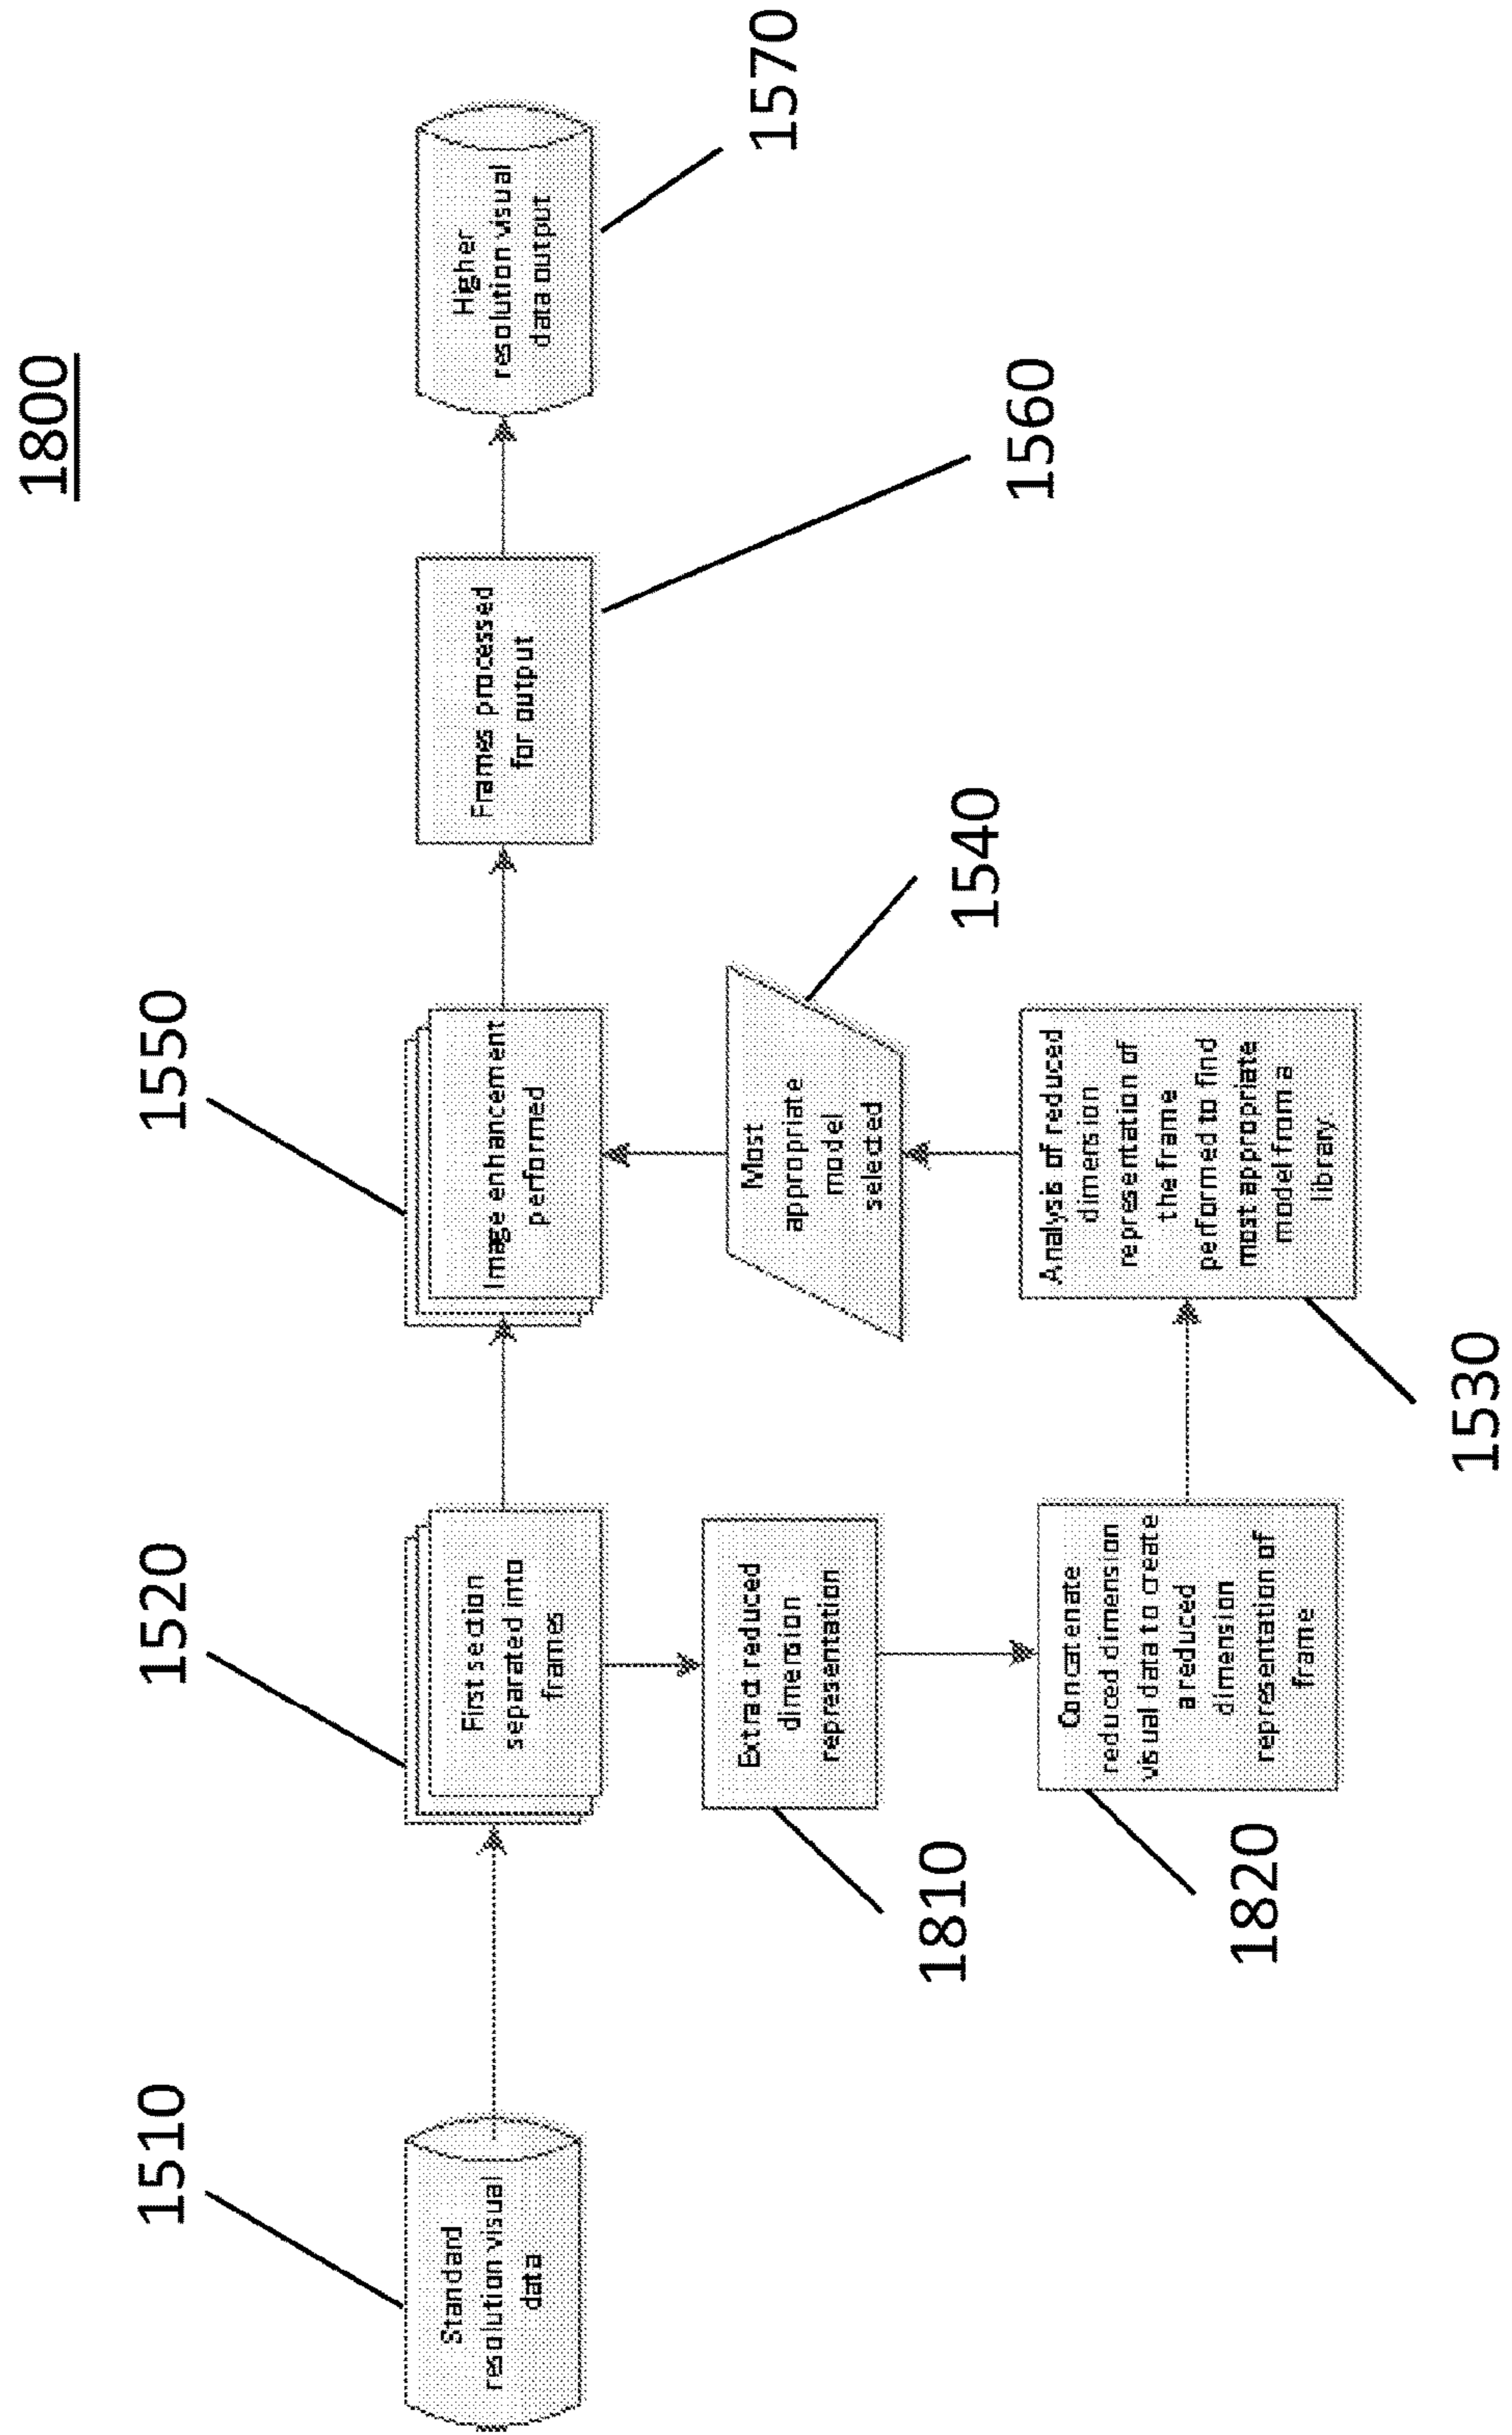 1800
1510
Standard
resolution visual
data
1520
First section
separated into
frames
1550
Image enhancement
performed
Frames processed
for output
1560
Higher
resolution visual
data output
1570
Extract reduced
dimension
representation
1810
Most
appropriate
model
selected
1540
Concatenate
reduced dimension
visual data to create
a reduced
dimension
representation of
frame
1820
Analysis of reduced
dimension
representation of
the frame
performed to find
most appropriate
model from a
library.
1530